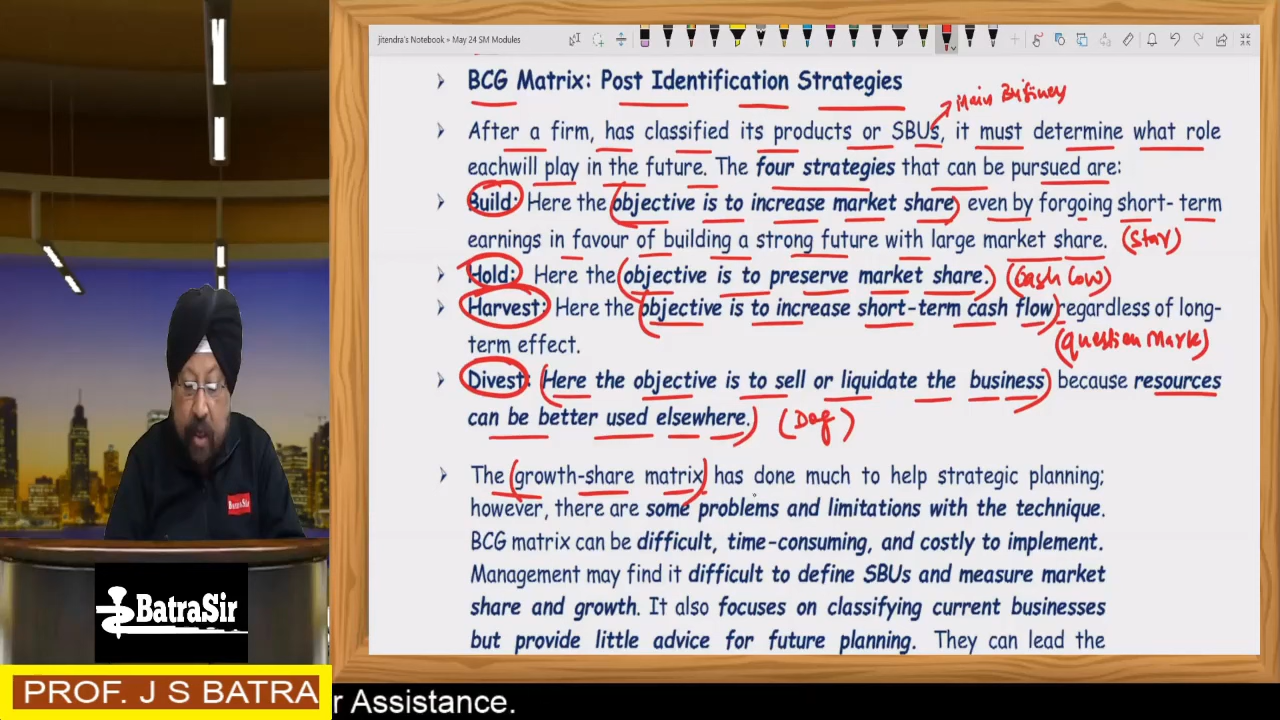 jitendra's Notebook » May 24 SM Modules
BCG Matrix: Post Identification Strategies
Main Business
After a firm, has classified its products or SBUs, it must determine what role
eachwill play in the future. The four strategies that can be pursued are:
Build: Here the objective is to increase market share even by forgoing short- term
earnings in favour of building a strong future with large market share. (Star)
Hold: Here the objective is to preserve market share. (Cash Cow)
Harvest: Here the objective is to increase short-term cash flow regardless of long-
term effect. (Question Mark)
Divest: Here the objective is to sell or liquidate the business because resources
can be better used elsewhere. (Dog)
The growth-share matrix has done much to help strategic planning;
however, there are some problems and limitations with the technique.
BCG matrix can be difficult, time-consuming, and costly to implement.
Management may find it difficult to define SBUs and measure market
share and growth. It also focuses on classifying current businesses
but provide little advice for future planning. They can lead the
BatraSir
BatraSir
PROF. J S BATRA
r Assistance.